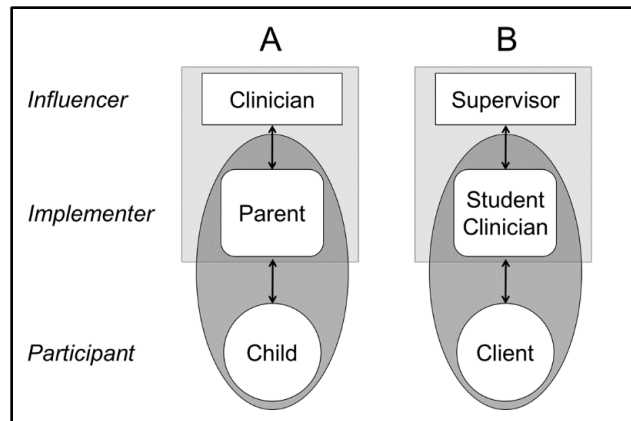 A B
Influencer Clinician Supervisor
Implementer Parent Student
Clinician
Participant Child Client